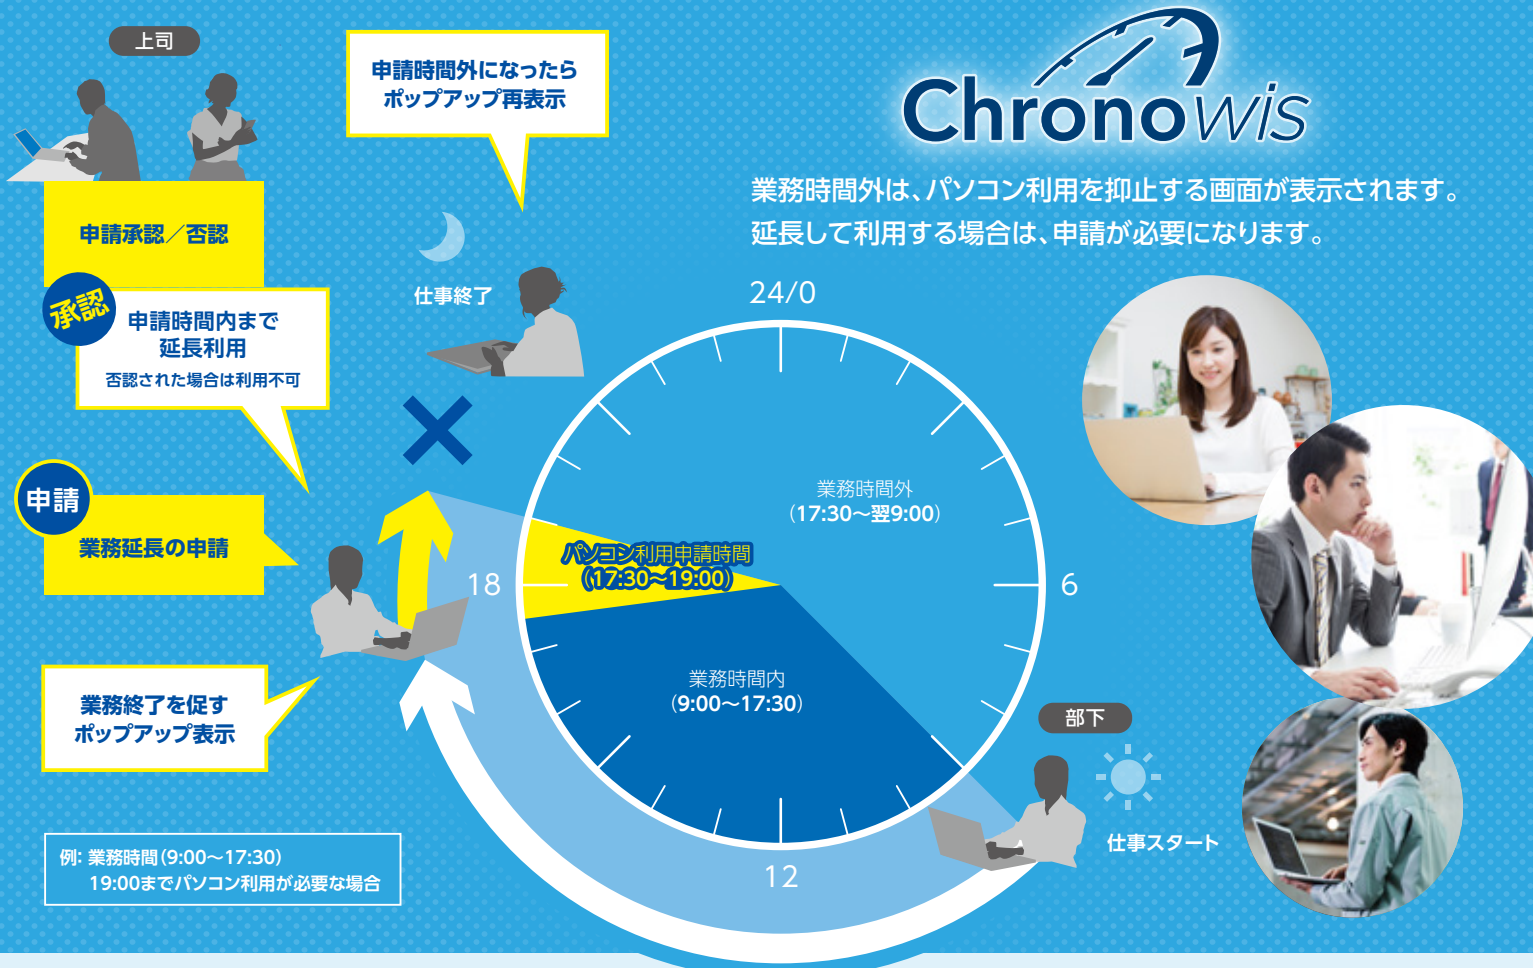 上司
申請時間外になったら
ポップアップ再表示
Chronowis
業務時間外は、パソコン利用を抑止する画面が表示されます。
延長して利用する場合は、申請が必要になります。
申請承認／否認
承認
申請時間内まで
延長利用
否認された場合は利用不可
仕事終了
24/0
業務時間外
（17:30～翌9:00）
申請
業務延長の申請
パソコン利用申請時間
（17:30～19:00）
18
6
業務時間内
（9:00～17:30）
業務終了を促す
ポップアップ表示
部下
仕事スタート
12
例：業務時間（9:00～17:30）
19:00までパソコン利用が必要な場合